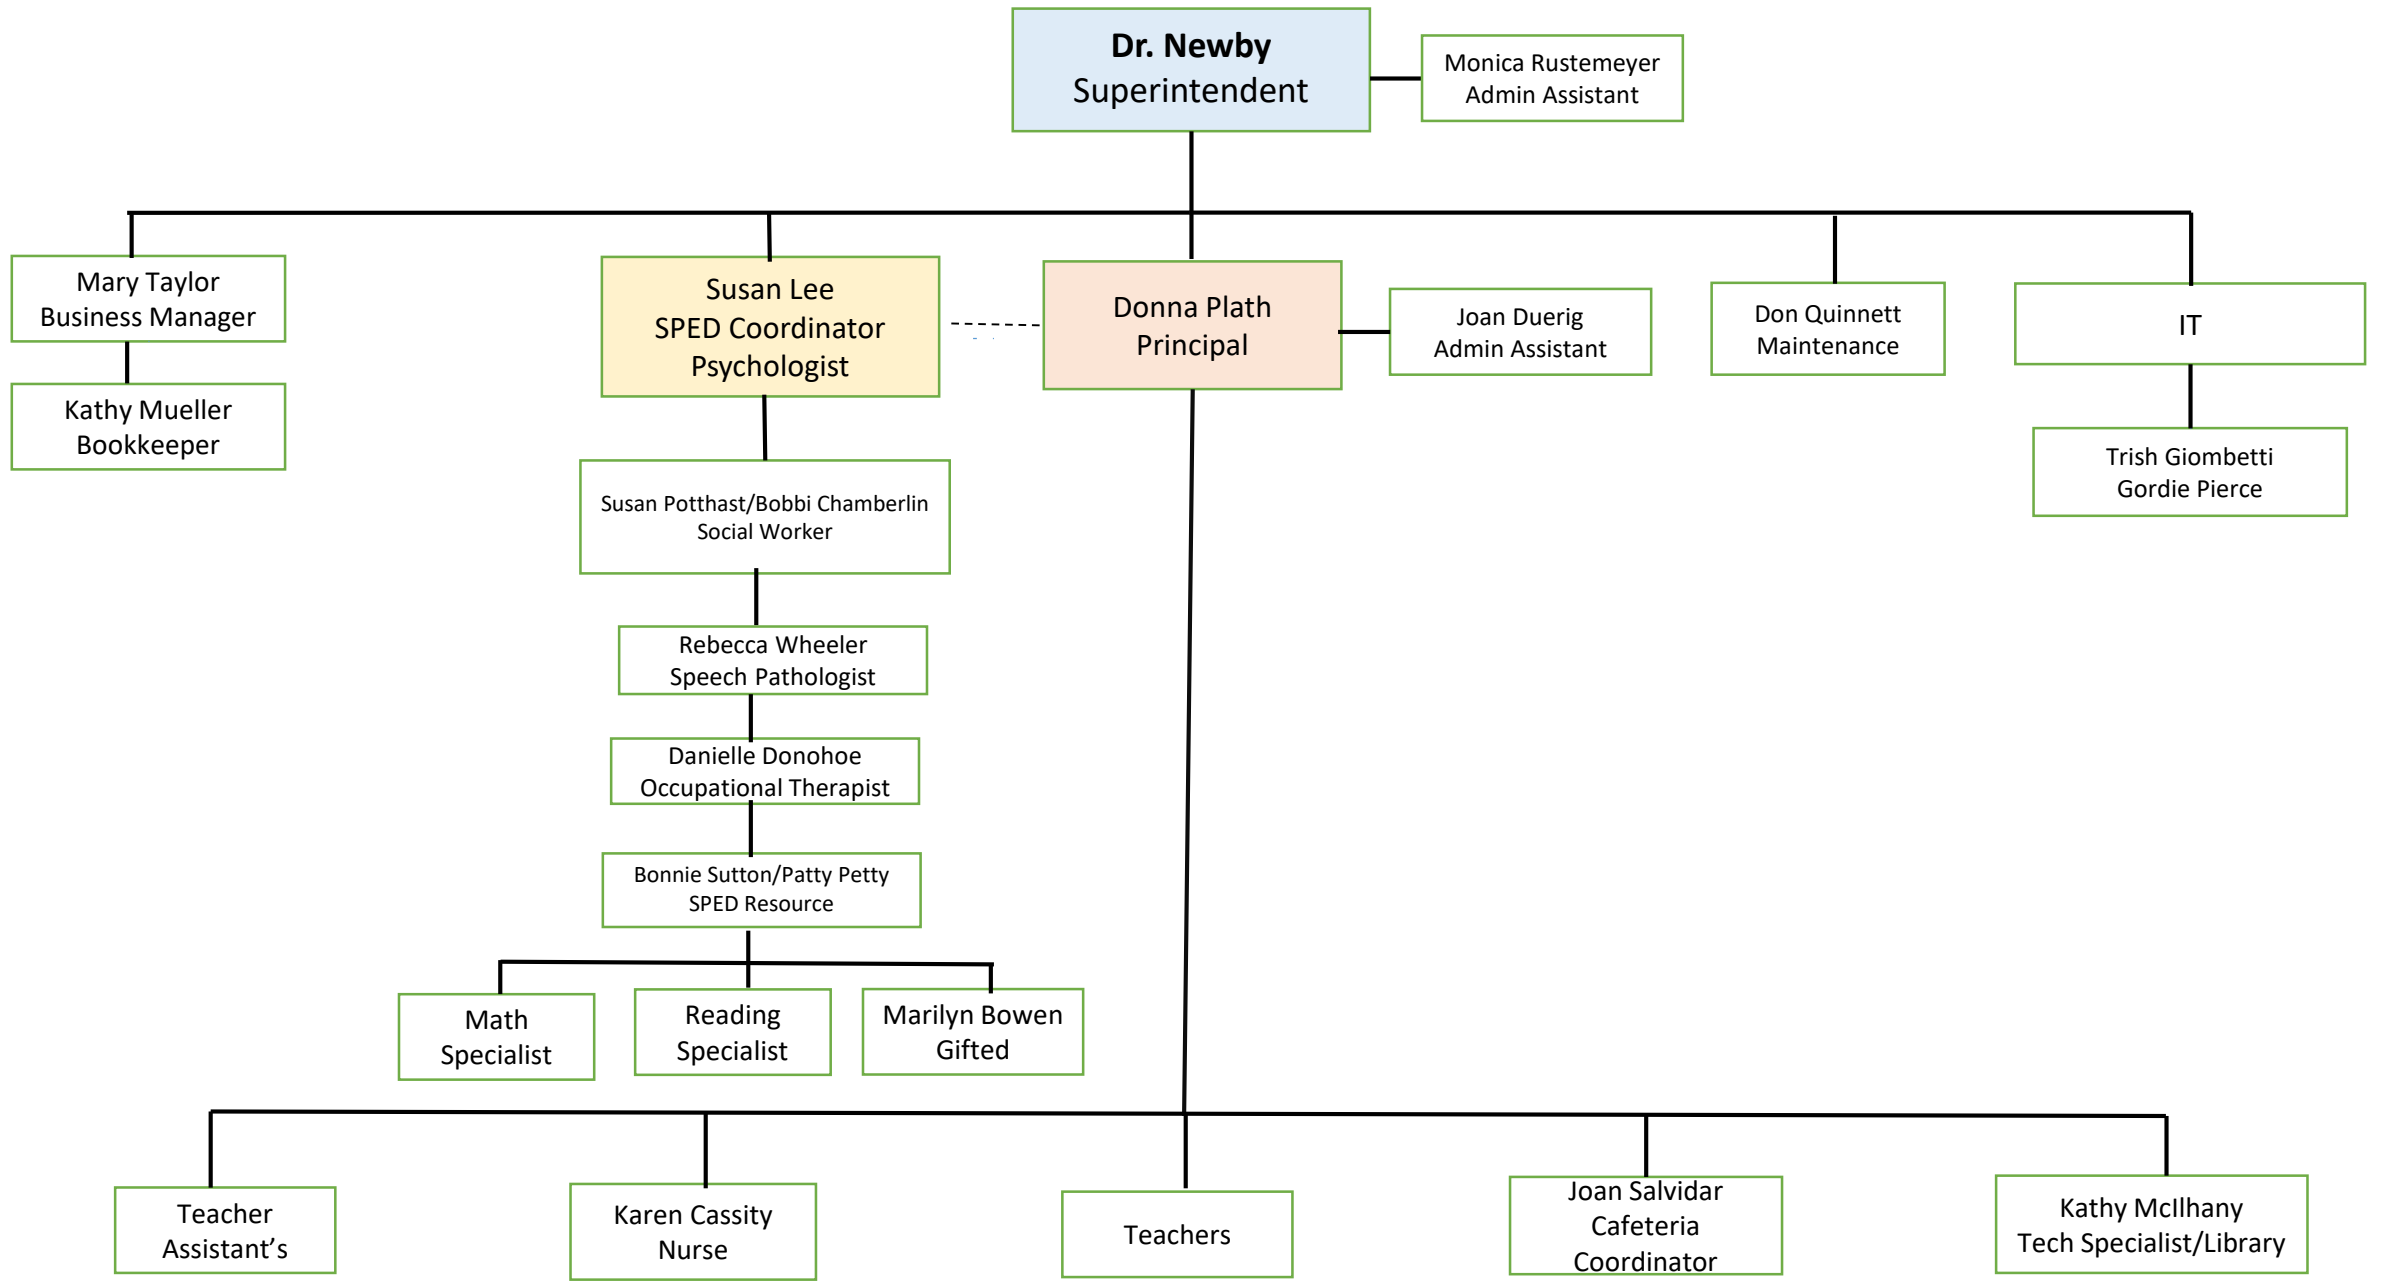 Dr. Newby
Superintendent
Monica Rustemeyer
Admin Assistant
Mary Taylor
Business Manager
Susan Lee
SPED Coordinator
Psychologist
Donna Plath
Principal
Joan Duerig
Admin Assistant
Don Quinnett
Maintenance
IT
Kathy Mueller
Bookkeeper
Trish Giombetti
Gordie Pierce
Susan Potthast/Bobbi Chamberlin
Social Worker
Rebecca Wheeler
Speech Pathologist
Danielle Donohoe
Occupational Therapist
Bonnie Sutton/Patty Petty
SPED Resource
Math
Specialist
Reading
Specialist
Marilyn Bowen
Gifted
Teacher
Assistant’s
Karen Cassity
Nurse
Teachers
Joan Salvidar
Cafeteria
Coordinator
Kathy McIlhany
Tech Specialist/Library